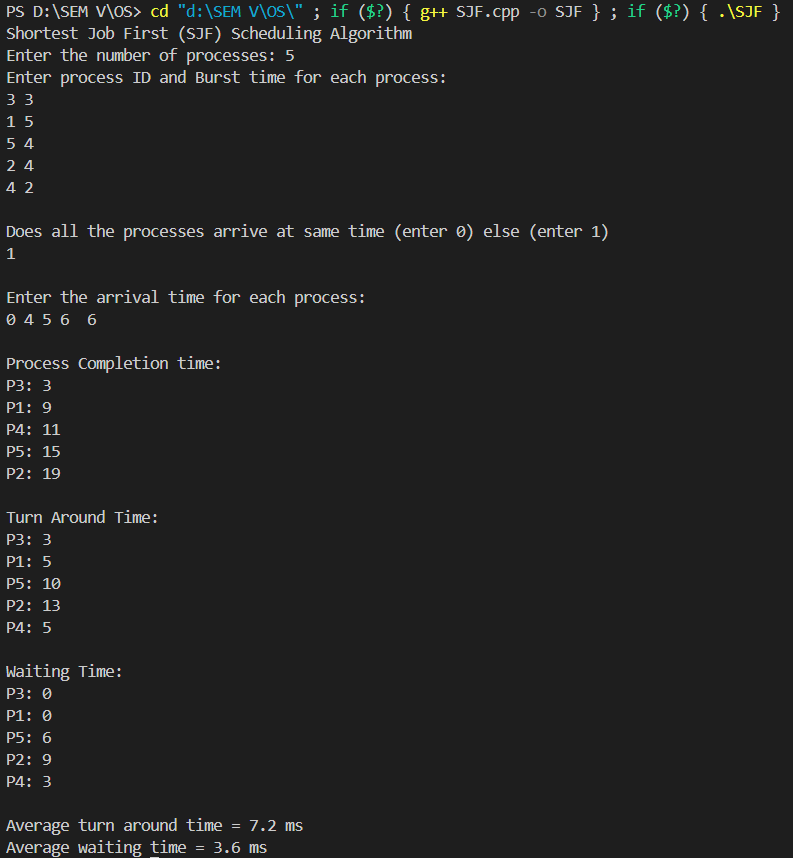 PS D:\SEM V\OS> cd "d:\SEM V\OS\" ; if ($?) { g++ SJF.cpp -o SJF } ; if ($?) { .\SJF }
Shortest Job First (SJF) Scheduling Algorithm
Enter the number of processes: 5
Enter process ID and Burst time for each process:
3 3
1 5
5 4
2 4
4 2
Does all the processes arrive at same time (enter 0) else (enter 1)
1
Enter the arrival time for each process:
0 4 5 6  6
Process Completion time:
P3: 3
P1: 9
P4: 11
P5: 15
P2: 19
Turn Around Time:
P3: 3
P1: 5
P5: 10
P2: 13
P4: 5
Waiting Time:
P3: 0
P1: 0
P5: 6
P2: 9
P4: 3
Average turn around time = 7.2 ms
Average waiting time = 3.6 ms